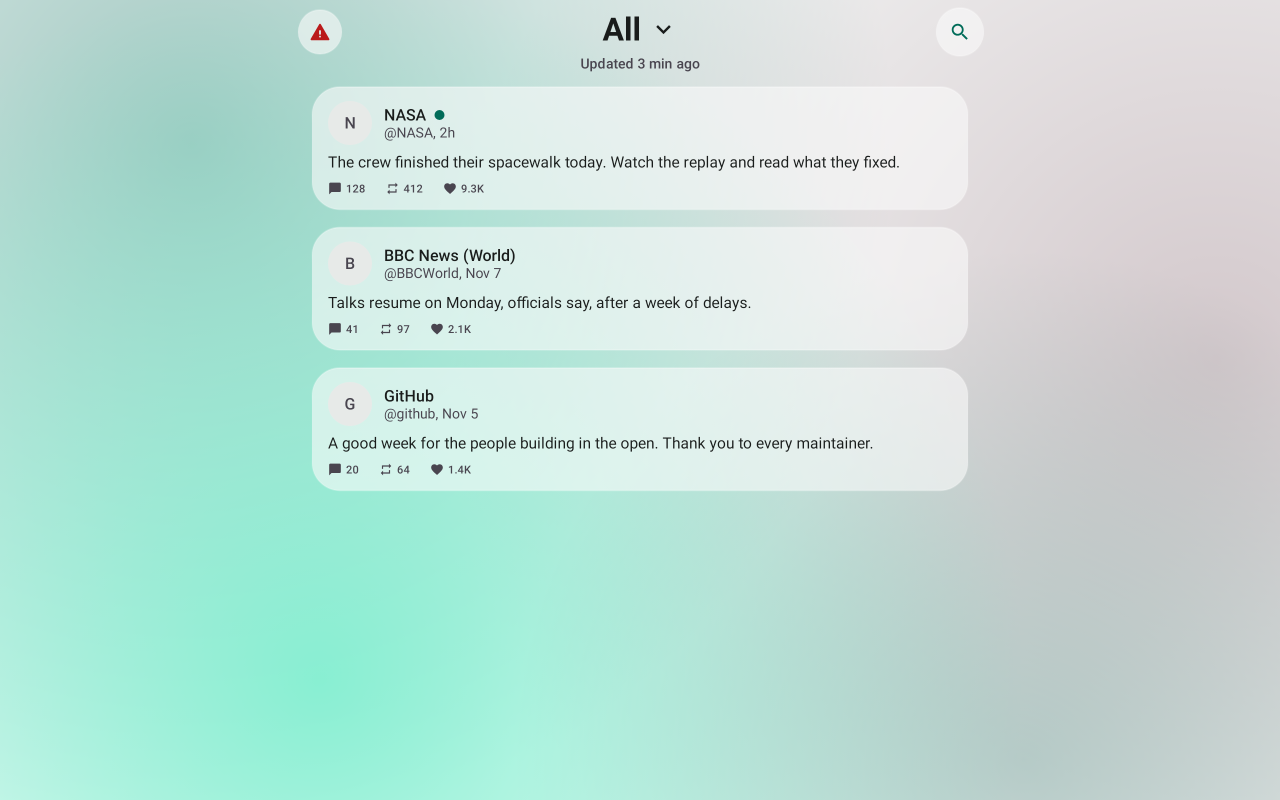 All
Updated 3 min ago
N
NASA
@NASA, 2h
The crew finished their spacewalk today. Watch the replay and read what they fixed.
128 412 9.3K
B
BBC News (World)
@BBCWorld, Nov 7
Talks resume on Monday, officials say, after a week of delays.
41 97 2.1K
G
GitHub
@github, Nov 5
A good week for the people building in the open. Thank you to every maintainer.
20 64 1.4K